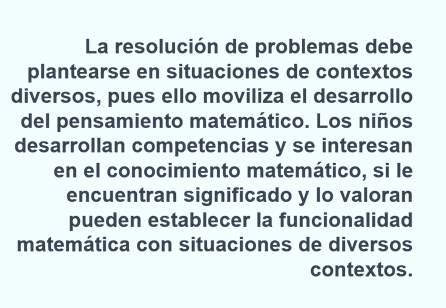 La resolución de problemas debe
plantearse en situaciones de contextos
diversos, pues ello moviliza el desarrollo
del pensamiento matemático. Los niños
desarrollan competencias y se interesan
en el conocimiento matemático, si le
encuentran significado y lo valoran
pueden establecer la funcionalidad
matemática con situaciones de diversos
contextos.